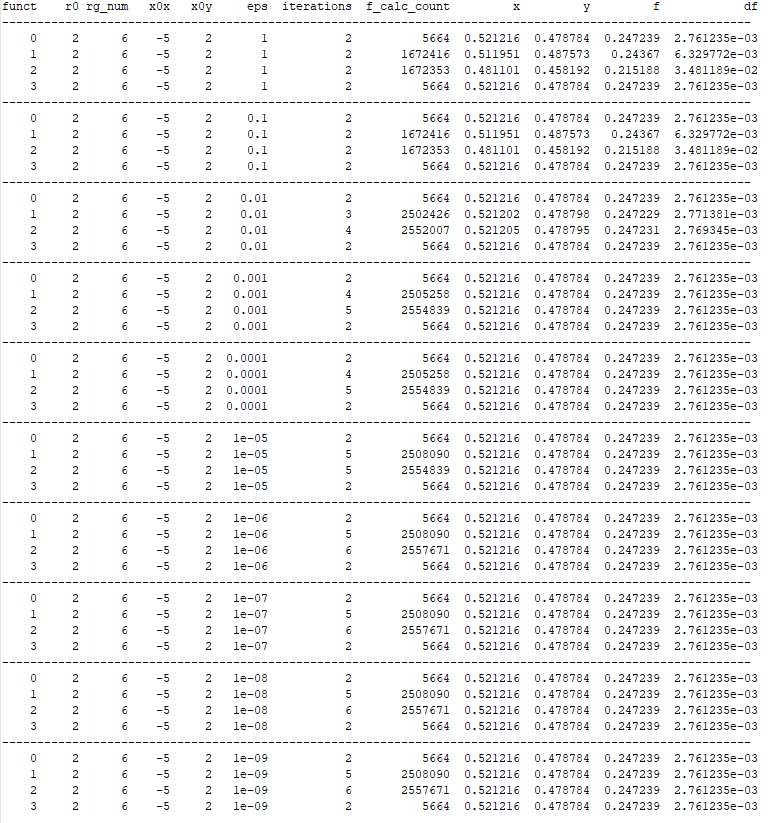 funct r0 rg_num x0x x0y eps iterations f_calc_count x y f df
----------------------------------------------------------------------------------------------------------
0 2 6 -5 2 1 2 5664 0.521216 0.478784 0.247239 2.761235e-03
1 2 6 -5 2 1 2 1672416 0.511951 0.487573 0.24367 6.329772e-03
2 2 6 -5 2 1 2 1672353 0.481101 0.458192 0.215188 3.481189e-02
3 2 6 -5 2 1 2 5664 0.521216 0.478784 0.247239 2.761235e-03
----------------------------------------------------------------------------------------------------------
0 2 6 -5 2 0.1 2 5664 0.521216 0.478784 0.247239 2.761235e-03
1 2 6 -5 2 0.1 2 1672416 0.511951 0.487573 0.24367 6.329772e-03
2 2 6 -5 2 0.1 2 1672353 0.481101 0.458192 0.215188 3.481189e-02
3 2 6 -5 2 0.1 2 5664 0.521216 0.478784 0.247239 2.761235e-03
----------------------------------------------------------------------------------------------------------
0 2 6 -5 2 0.01 2 5664 0.521216 0.478784 0.247239 2.761235e-03
1 2 6 -5 2 0.01 3 2502426 0.521202 0.478798 0.247229 2.771381e-03
2 2 6 -5 2 0.01 4 2552007 0.521205 0.478795 0.247231 2.769345e-03
3 2 6 -5 2 0.01 2 5664 0.521216 0.478784 0.247239 2.761235e-03
----------------------------------------------------------------------------------------------------------
0 2 6 -5 2 0.001 2 5664 0.521216 0.478784 0.247239 2.761235e-03
1 2 6 -5 2 0.001 4 2505258 0.521216 0.478784 0.247239 2.761235e-03
2 2 6 -5 2 0.001 5 2554839 0.521216 0.478784 0.247239 2.761235e-03
3 2 6 -5 2 0.001 2 5664 0.521216 0.478784 0.247239 2.761235e-03
----------------------------------------------------------------------------------------------------------
0 2 6 -5 2 0.0001 2 5664 0.521216 0.478784 0.247239 2.761235e-03
1 2 6 -5 2 0.0001 4 2505258 0.521216 0.478784 0.247239 2.761235e-03
2 2 6 -5 2 0.0001 5 2554839 0.521216 0.478784 0.247239 2.761235e-03
3 2 6 -5 2 0.0001 2 5664 0.521216 0.478784 0.247239 2.761235e-03
----------------------------------------------------------------------------------------------------------
0 2 6 -5 2 1e-05 2 5664 0.521216 0.478784 0.247239 2.761235e-03
1 2 6 -5 2 1e-05 5 2508090 0.521216 0.478784 0.247239 2.761235e-03
2 2 6 -5 2 1e-05 5 2554839 0.521216 0.478784 0.247239 2.761235e-03
3 2 6 -5 2 1e-05 2 5664 0.521216 0.478784 0.247239 2.761235e-03
----------------------------------------------------------------------------------------------------------
0 2 6 -5 2 1e-06 2 5664 0.521216 0.478784 0.247239 2.761235e-03
1 2 6 -5 2 1e-06 5 2508090 0.521216 0.478784 0.247239 2.761235e-03
2 2 6 -5 2 1e-06 6 2557671 0.521216 0.478784 0.247239 2.761235e-03
3 2 6 -5 2 1e-06 2 5664 0.521216 0.478784 0.247239 2.761235e-03
----------------------------------------------------------------------------------------------------------
0 2 6 -5 2 1e-07 2 5664 0.521216 0.478784 0.247239 2.761235e-03
1 2 6 -5 2 1e-07 5 2508090 0.521216 0.478784 0.247239 2.761235e-03
2 2 6 -5 2 1e-07 6 2557671 0.521216 0.478784 0.247239 2.761235e-03
3 2 6 -5 2 1e-07 2 5664 0.521216 0.478784 0.247239 2.761235e-03
----------------------------------------------------------------------------------------------------------
0 2 6 -5 2 1e-08 2 5664 0.521216 0.478784 0.247239 2.761235e-03
1 2 6 -5 2 1e-08 5 2508090 0.521216 0.478784 0.247239 2.761235e-03
2 2 6 -5 2 1e-08 6 2557671 0.521216 0.478784 0.247239 2.761235e-03
3 2 6 -5 2 1e-08 2 5664 0.521216 0.478784 0.247239 2.761235e-03
----------------------------------------------------------------------------------------------------------
0 2 6 -5 2 1e-09 2 5664 0.521216 0.478784 0.247239 2.761235e-03
1 2 6 -5 2 1e-09 5 2508090 0.521216 0.478784 0.247239 2.761235e-03
2 2 6 -5 2 1e-09 6 2557671 0.521216 0.478784 0.247239 2.761235e-03
3 2 6 -5 2 1e-09 2 5664 0.521216 0.478784 0.247239 2.761235e-03